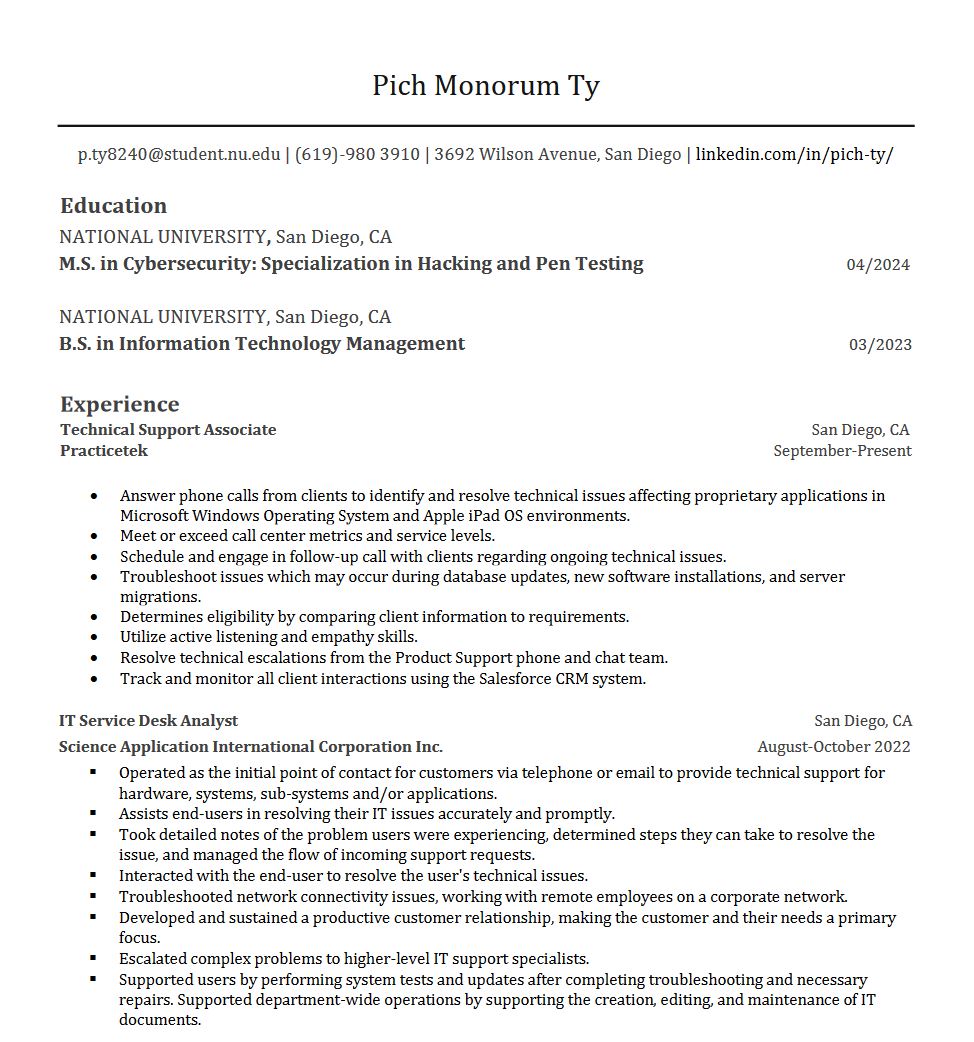 Pich Monorum Ty
p.ty8240@student.nu.edu | (619)-980 3910 | 3692 Wilson Avenue, San Diego | linkedin.com/in/pich-ty/
Education
NATIONAL UNIVERSITY, San Diego, CA
M.S. in Cybersecurity: Specialization in Hacking and Pen Testing 04/2024
NATIONAL UNIVERSITY, San Diego, CA
B.S. in Information Technology Management 03/2023
Experience
Technical Support Associate San Diego, CA
Practicetek September-Present
• Answer phone calls from clients to identify and resolve technical issues affecting proprietary applications in
Microsoft Windows Operating System and Apple iPad OS environments.
• Meet or exceed call center metrics and service levels.
• Schedule and engage in follow-up call with clients regarding ongoing technical issues.
• Troubleshoot issues which may occur during database updates, new software installations, and server
migrations.
• Determines eligibility by comparing client information to requirements.
• Utilize active listening and empathy skills.
• Resolve technical escalations from the Product Support phone and chat team.
• Track and monitor all client interactions using the Salesforce CRM system.
IT Service Desk Analyst San Diego, CA
Science Application International Corporation Inc. August-October 2022
▪ Operated as the initial point of contact for customers via telephone or email to provide technical support for
hardware, systems, sub-systems and/or applications.
▪ Assists end-users in resolving their IT issues accurately and promptly.
▪ Took detailed notes of the problem users were experiencing, determined steps they can take to resolve the
issue, and managed the flow of incoming support requests.
▪ Interacted with the end-user to resolve the user's technical issues.
▪ Troubleshooted network connectivity issues, working with remote employees on a corporate network.
▪ Developed and sustained a productive customer relationship, making the customer and their needs a primary
focus.
▪ Escalated complex problems to higher-level IT support specialists.
▪ Supported users by performing system tests and updates after completing troubleshooting and necessary
repairs. Supported department-wide operations by supporting the creation, editing, and maintenance of IT
documents.